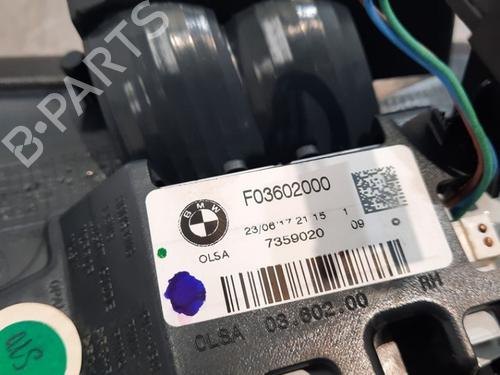 B-PARTS
BMW
OLSA
F03602000
23/06/17 21 15 1
7359020 09
OLSA 03.602.00 RH